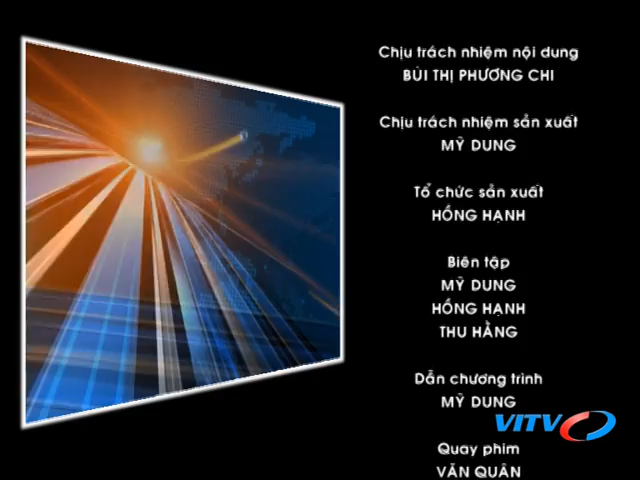 Chịu trách nhiệm nội dung
BÙI THỊ PHƯƠNG CHI
Chịu trách nhiệm sản xuất
MỸ DUNG
Tổ chức sản xuất
HỒNG HẠNH
Biên tập
MỸ DUNG
HỒNG HẠNH
THU HẰNG
Dẫn chương trình
MỸ DUNG
VITV
Quay phim
VĂN QUÂN